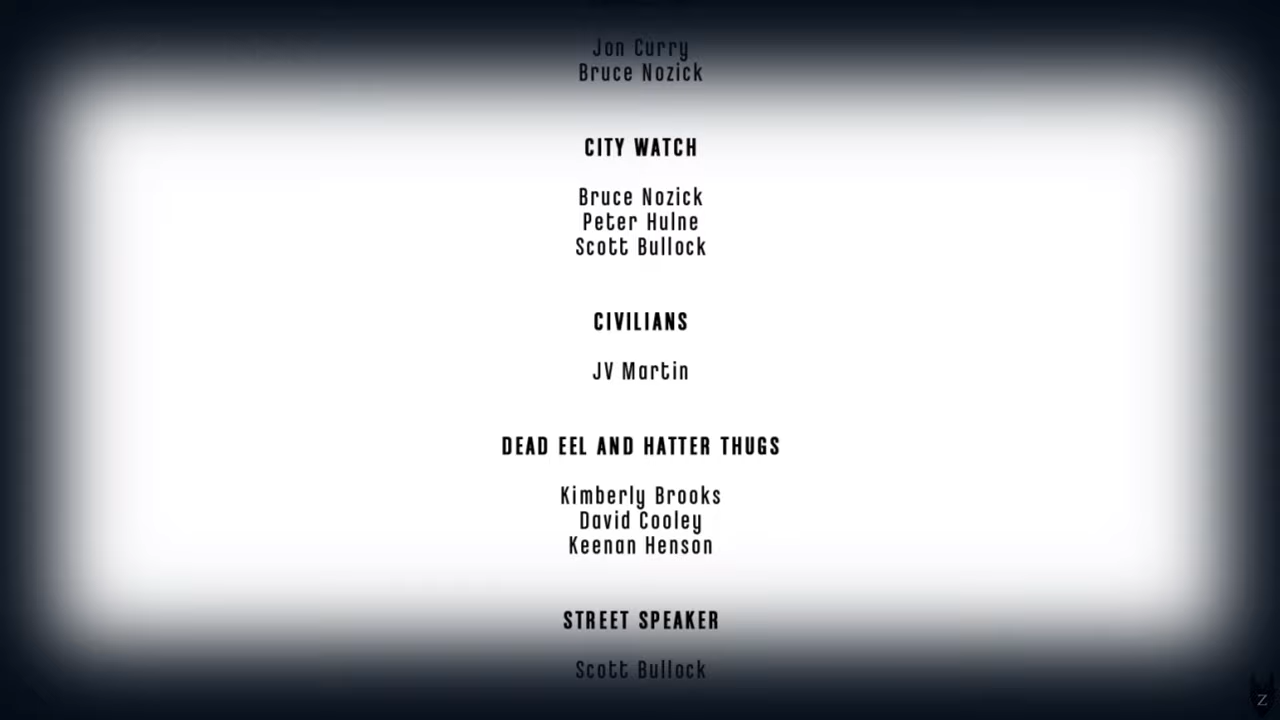 Jon Curry
Bruce Nozick
CITY WATCH
Bruce Nozick
Peter Hulne
Scott Bullock
CIVILIANS
JV Martin
DEAD EEL AND HATTER THUGS
Kimberly Brooks
David Cooley
Keenan Henson
STREET SPEAKER
Scott Bullock
Z